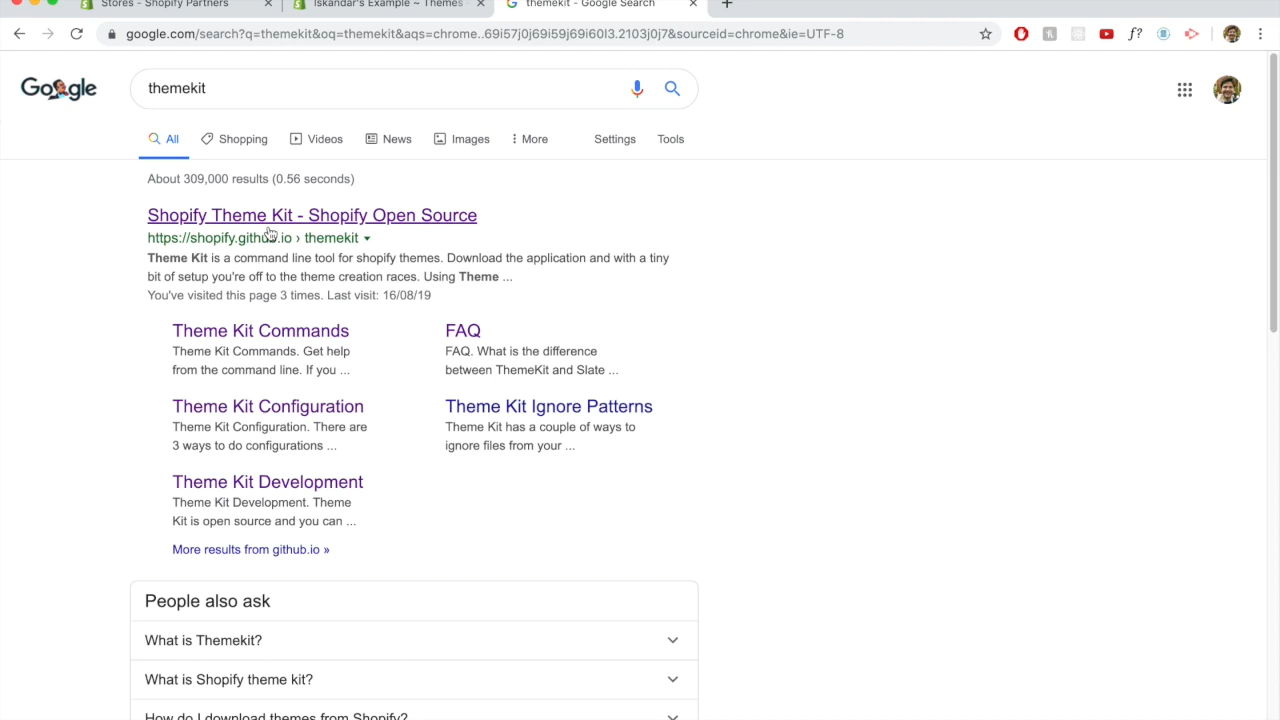 Stores - Shopify Partners
Iskandar's Example ~ Themes -
themekit - Google Search
google.com/search?q=themekit&oq=themekit&aqs=chrome..69i57j0j69i59j69i60l3.2103j0j7&sourceid=chrome&ie=UTF-8
f?
Google
themekit
All
Shopping
Videos
News
Images
More
Settings
Tools
About 309,000 results (0.56 seconds)
Shopify Theme Kit - Shopify Open Source
https://shopify.github.io › themekit
Theme Kit is a command line tool for shopify themes. Download the application and with a tiny
bit of setup you're off to the theme creation races. Using Theme ...
You've visited this page 3 times. Last visit: 16/08/19
Theme Kit Commands
Theme Kit Commands. Get help
from the command line. If you ...
FAQ
FAQ. What is the difference
between ThemeKit and Slate ...
Theme Kit Configuration
Theme Kit Configuration. There are
3 ways to do configurations ...
Theme Kit Ignore Patterns
Theme Kit has a couple of ways to
ignore files from your ...
Theme Kit Development
Theme Kit Development. Theme
Kit is open source and you can ...
More results from github.io »
People also ask
What is Themekit?
What is Shopify theme kit?
How do I download themes from Shopify?